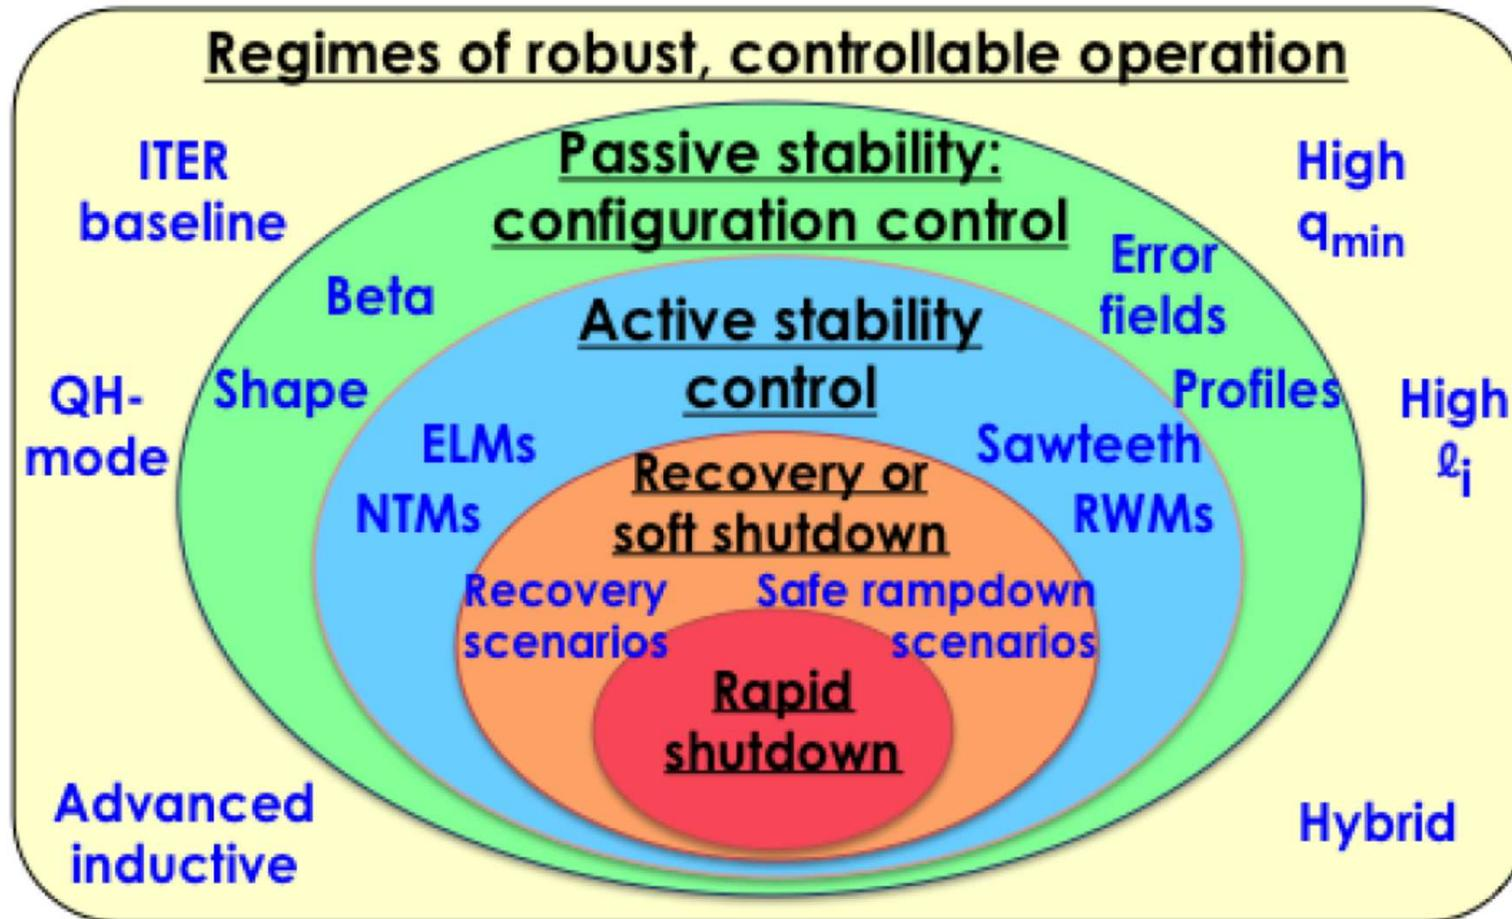 Regimes of robust, controllable operation
ITER
baseline
Passive stability:
configuration control
High
qmin
Beta
Error
fields
Active stability
control
QH-
mode
Shape
Profiles
High
ℓi
ELMs
NTMs
Sawteeth
RWMs
Recovery or
soft shutdown
Recovery
scenarios
Safe rampdown
scenarios
Rapid
shutdown
Advanced
inductive
Hybrid